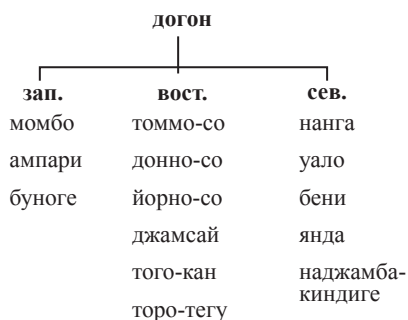 догон
зап. вост. сев.
момбо томмо-со нанга
ампари донно-со уало
буноге йорно-со бени
джамсай янда
того-кан наджамба-
киндиге
торо-тегу